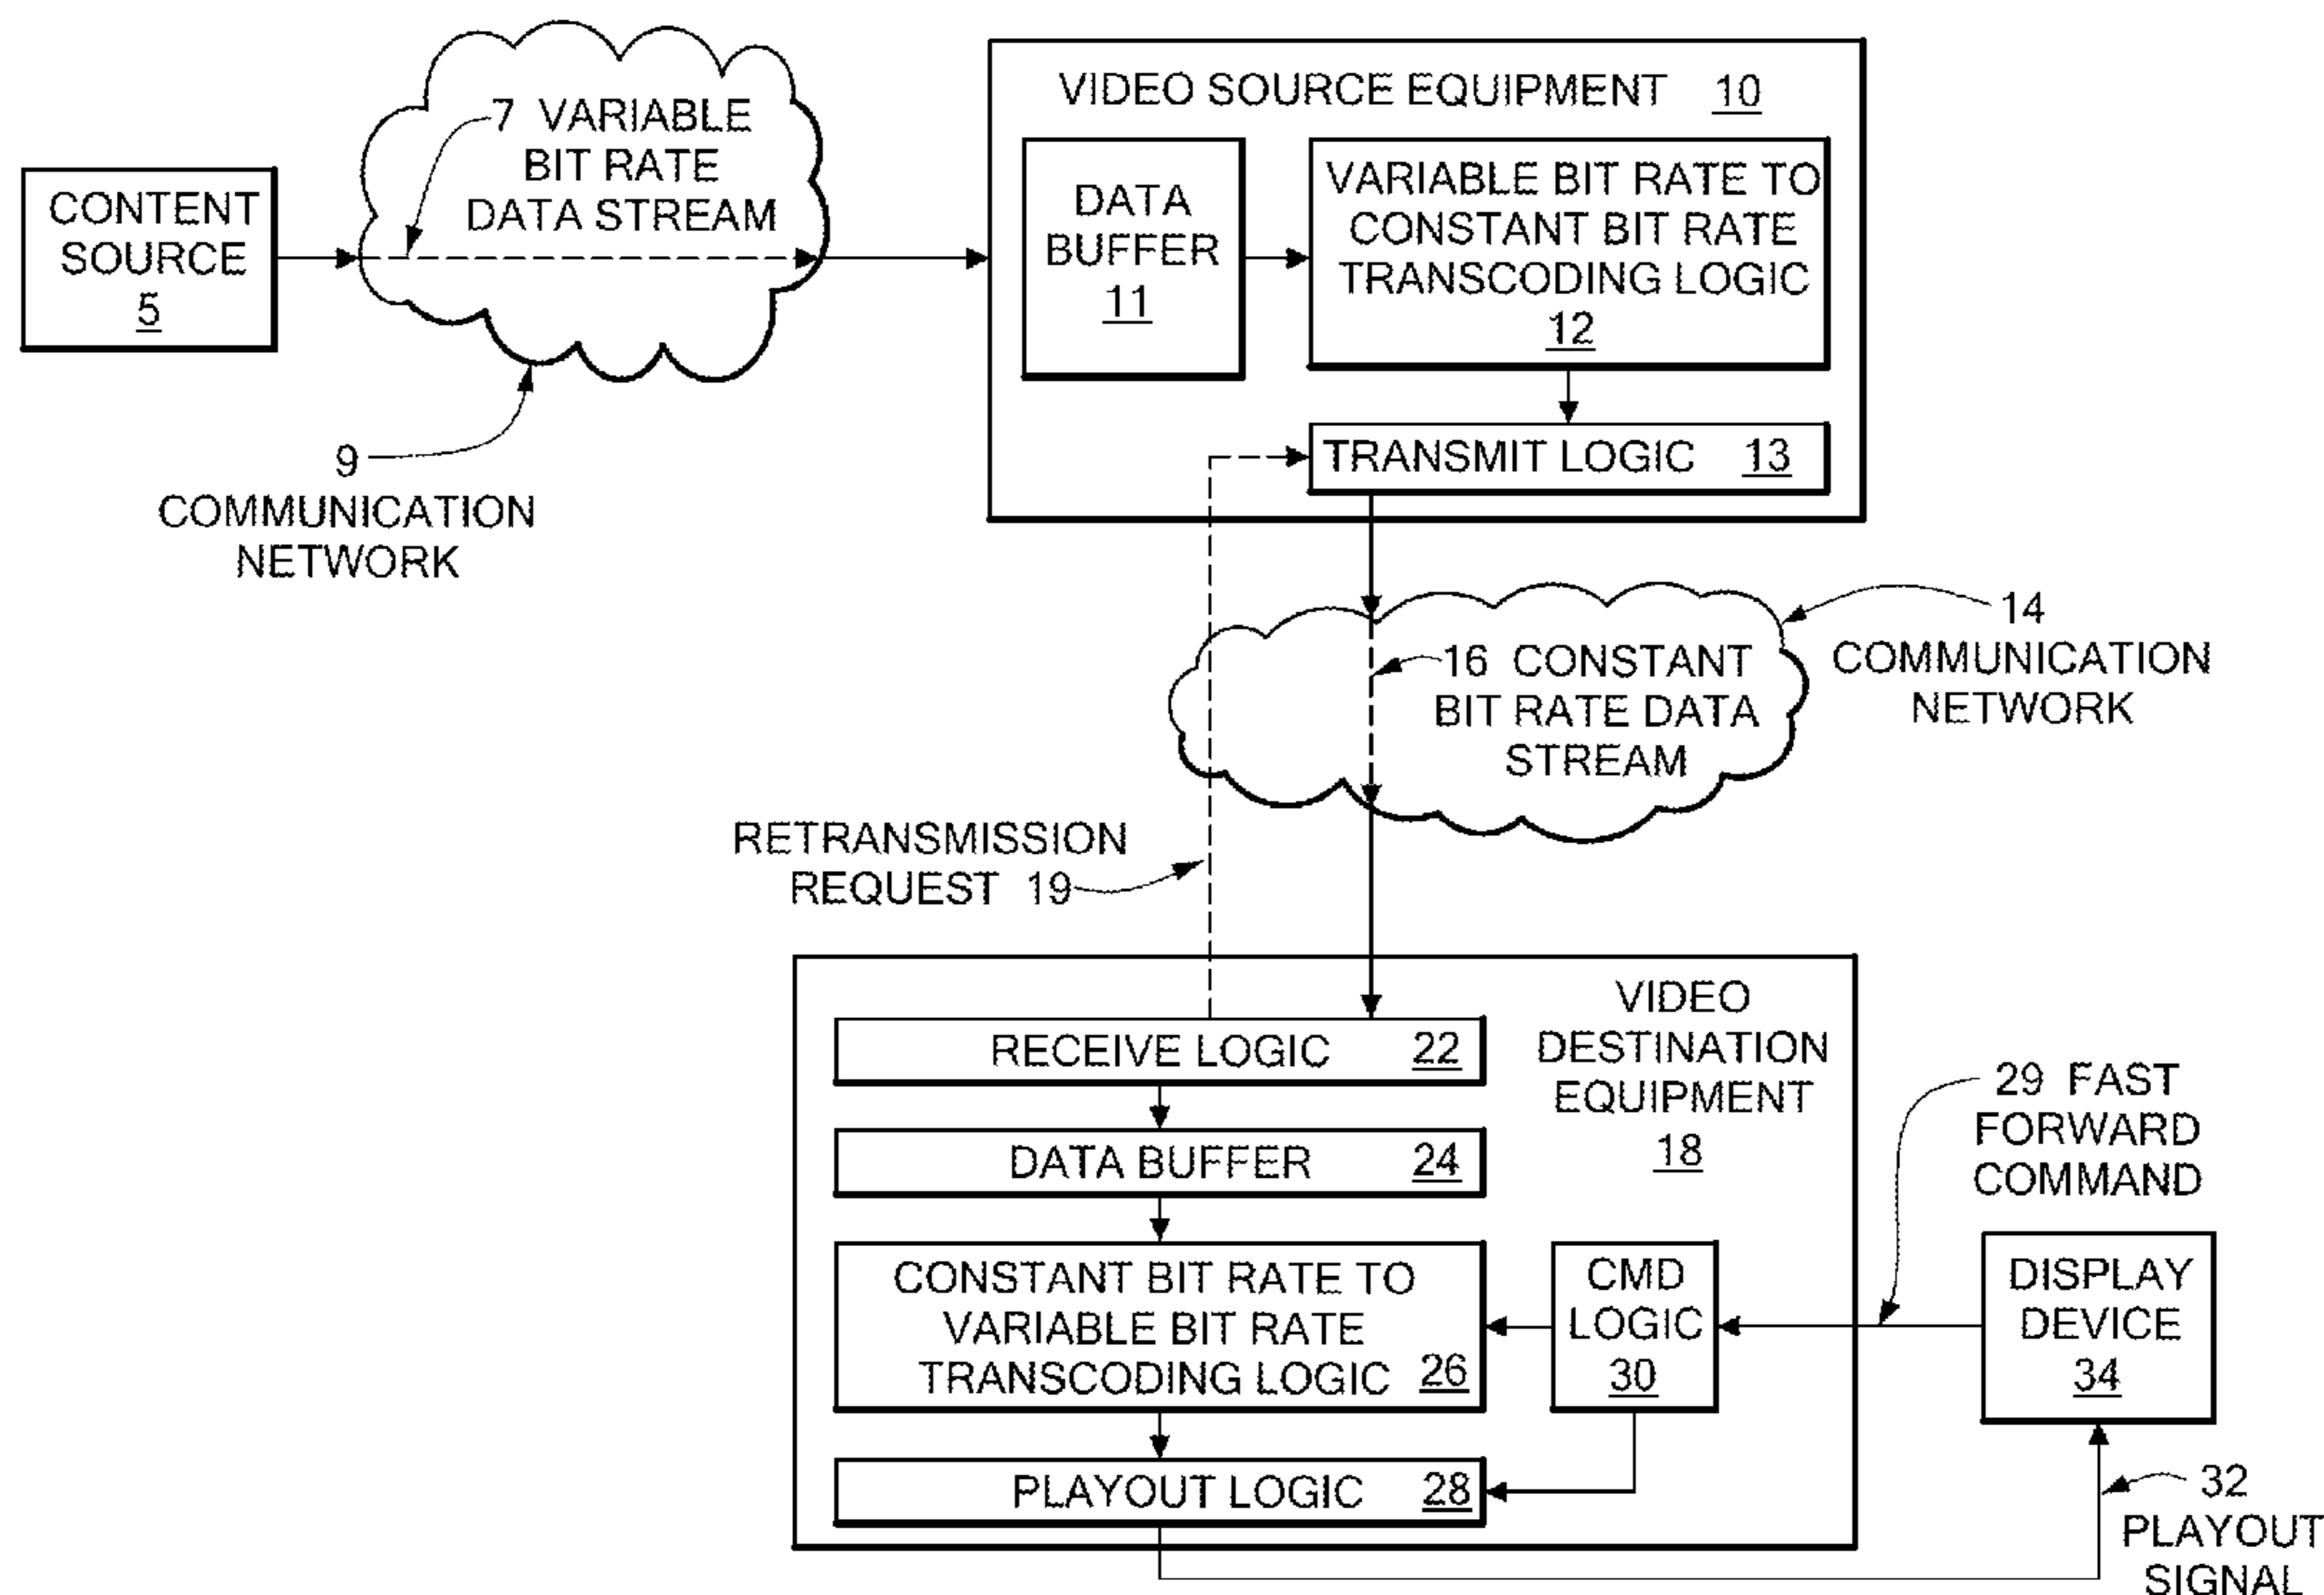 CONTENT
SOURCE
5
7 VARIABLE
BIT RATE
DATA STREAM
9
COMMUNICATION
NETWORK
VIDEO SOURCE EQUIPMENT 10
DATA
BUFFER
11
VARIABLE BIT RATE TO
CONSTANT BIT RATE
TRANSCODING LOGIC
12
TRANSMIT LOGIC 13
14
COMMUNICATION
NETWORK
16 CONSTANT
BIT RATE DATA
STREAM
RETRANSMISSION
REQUEST 19
VIDEO
DESTINATION
EQUIPMENT
18
RECEIVE LOGIC 22
DATA BUFFER 24
CONSTANT BIT RATE TO
VARIABLE BIT RATE
TRANSCODING LOGIC 26
CMD
LOGIC
30
PLAYOUT LOGIC 28
29 FAST
FORWARD
COMMAND
DISPLAY
DEVICE
34
32
PLAYOUT
SIGNAL